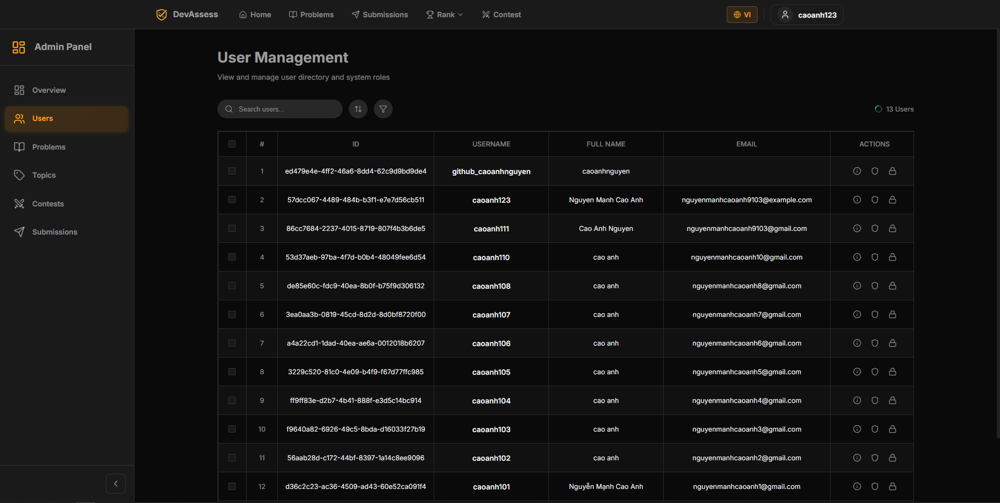 DevAssess Home Problems Submissions Rank Contest VI caoanh123
Admin Panel
Overview
Users
Problems
Topics
Contests
Submissions
User Management
View and manage user directory and system roles
Search users... 13 Users
# ID USERNAME FULL NAME EMAIL ACTIONS
1 ed479e4e-4ff2-46a6-8dd4-62c9d9bd9de4 github_caoanhnguyen caoanhnguyen
2 57dcc067-4489-484b-b3f1-e7e7d56cb511 caoanh123 Nguyen Manh Cao Anh nguyenmanhcaoanh9103@example.com
3 86cc7684-2237-4015-8719-807f4b3b6de5 caoanh111 Cao Anh Nguyen nguyenmanhcaoanh9103@gmail.com
4 53d37aeb-97ba-4f7d-b0b4-48049fee6d54 caoanh110 cao anh nguyenmanhcaoanh10@gmail.com
5 de85e60c-fdc9-40ea-8b0f-b75f9d306132 caoanh108 cao anh nguyenmanhcaoanh8@gmail.com
6 3ea0aa3b-0819-45cd-8d2d-8d0bf8720f00 caoanh107 cao anh nguyenmanhcaoanh7@gmail.com
7 a4a22cd1-1dad-40ea-ae6a-0012018b6207 caoanh106 cao anh nguyenmanhcaoanh6@gmail.com
8 3229c520-81c0-4e09-b4f9-f67d77ffc985 caoanh105 cao anh nguyenmanhcaoanh5@gmail.com
9 ff9ff83e-d2b7-4b41-888f-e3d5c14bc914 caoanh104 cao anh nguyenmanhcaoanh4@gmail.com
10 f9640a82-6926-49c5-8bda-d16033f27b19 caoanh103 cao anh nguyenmanhcaoanh3@gmail.com
11 56aab28d-c172-44bf-8397-1a14c8ee9096 caoanh102 cao anh nguyenmanhcaoanh2@gmail.com
12 d36c2c23-ac36-4509-ad43-60e52ca091f4 caoanh101 Nguyễn Mạnh Cao Anh nguyenmanhcaoanh1@gmail.com